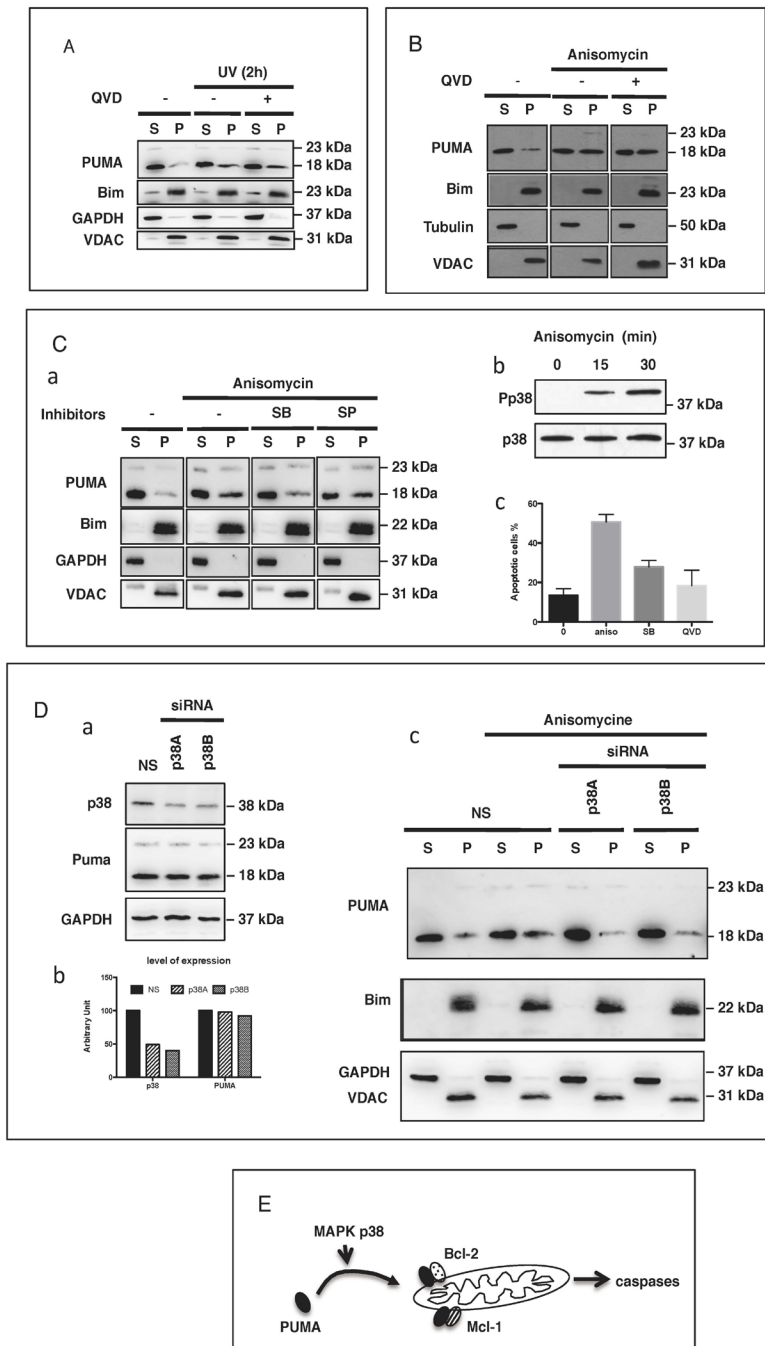 A
UV (2h)
QVD - - +
S P S P S P
23 kDa
PUMA 18 kDa
Bim 23 kDa
GAPDH 37 kDa
VDAC 31 kDa
B
Anisomycin
QVD - - +
S P S P S P
23 kDa
PUMA 18 kDa
Bim 23 kDa
Tubulin 50 kDa
VDAC 31 kDa
C
a
Anisomycin
Inhibitors - - SB SP
S P S P S P S P
23 kDa
PUMA 18 kDa
Bim 22 kDa
GAPDH 37 kDa
VDAC 31 kDa
b
Anisomycin (min)
0 15 30
Pp38 37 kDa
p38 37 kDa
c
Apoptotic cells %
60
40
20
0
0 aniso SB QVD
D
a
siRNA
NS p38A p38B
p38 38 kDa
23 kDa
Puma
18 kDa
GAPDH 37 kDa
b
level of expression
NS p38A p38B
Arbitrary Unit
150
100
50
0
p38 PUMA
c
Anisomycine
siRNA
NS p38A p38B
S P S P S P S P
23 kDa
PUMA
18 kDa
Bim 22 kDa
GAPDH 37 kDa
VDAC 31 kDa
E
MAPK p38
Bcl-2
caspases
PUMA
Mcl-1